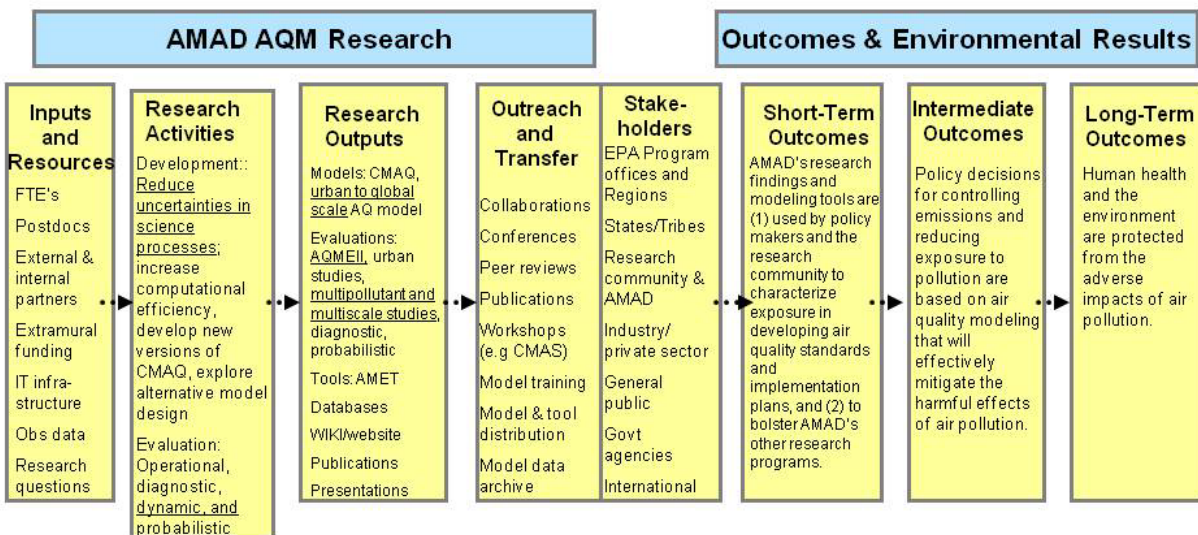 AMAD AQM Research
Outcomes & Environmental Results
Inputs
and
Resources
FTE's
Postdocs
External &
internal
partners
Extramural
funding
IT infra-
structure
Obs data
Research
questions
Research
Activities
Development::
Reduce
uncertainties in
science
processes;
increase
computational
efficiency,
develop new
versions of
CMAQ, explore
alternative model
design
Evaluation:
Operational,
diagnostic,
dynamic, and
probabilistic
Research
Outputs
Models: CMAQ,
urban to global
scale AQ model
Evaluations:
AQMEII, urban
studies,
multipollutant and
multiscale studies,
diagnostic,
probabilistic
Tools: AMET
Databases
WIKI/website
Publications
Presentations
Outreach
and
Transfer
Collaborations
Conferences
Peer reviews
Publications
Workshops
(e.g CMAS)
Model training
Model & tool
distribution
Model data
archive
Stake-
holders
EPA Program
offices and
Regions
States/Tribes
Research
community &
AMAD
Industry/
private sector
General
public
Govt
agencies
International
Short-Term
Outcomes
AMAD's research
findings and
modeling tools are
(1) used by policy
makers and the
research
community to
characterize
exposure in
developing air
quality standards
and
implementation
plans, and (2) to
bolster AMAD's
other research
programs.
Intermediate
Outcomes
Policy decisions
for controlling
emissions and
reducing
exposure to
pollution are
based on air
quality modeling
that will
effectively
mitigate the
harmful effects
of air pollution.
Long-Term
Outcomes
Human health
and the
environment
are protected
from the
adverse
impacts of air
pollution.